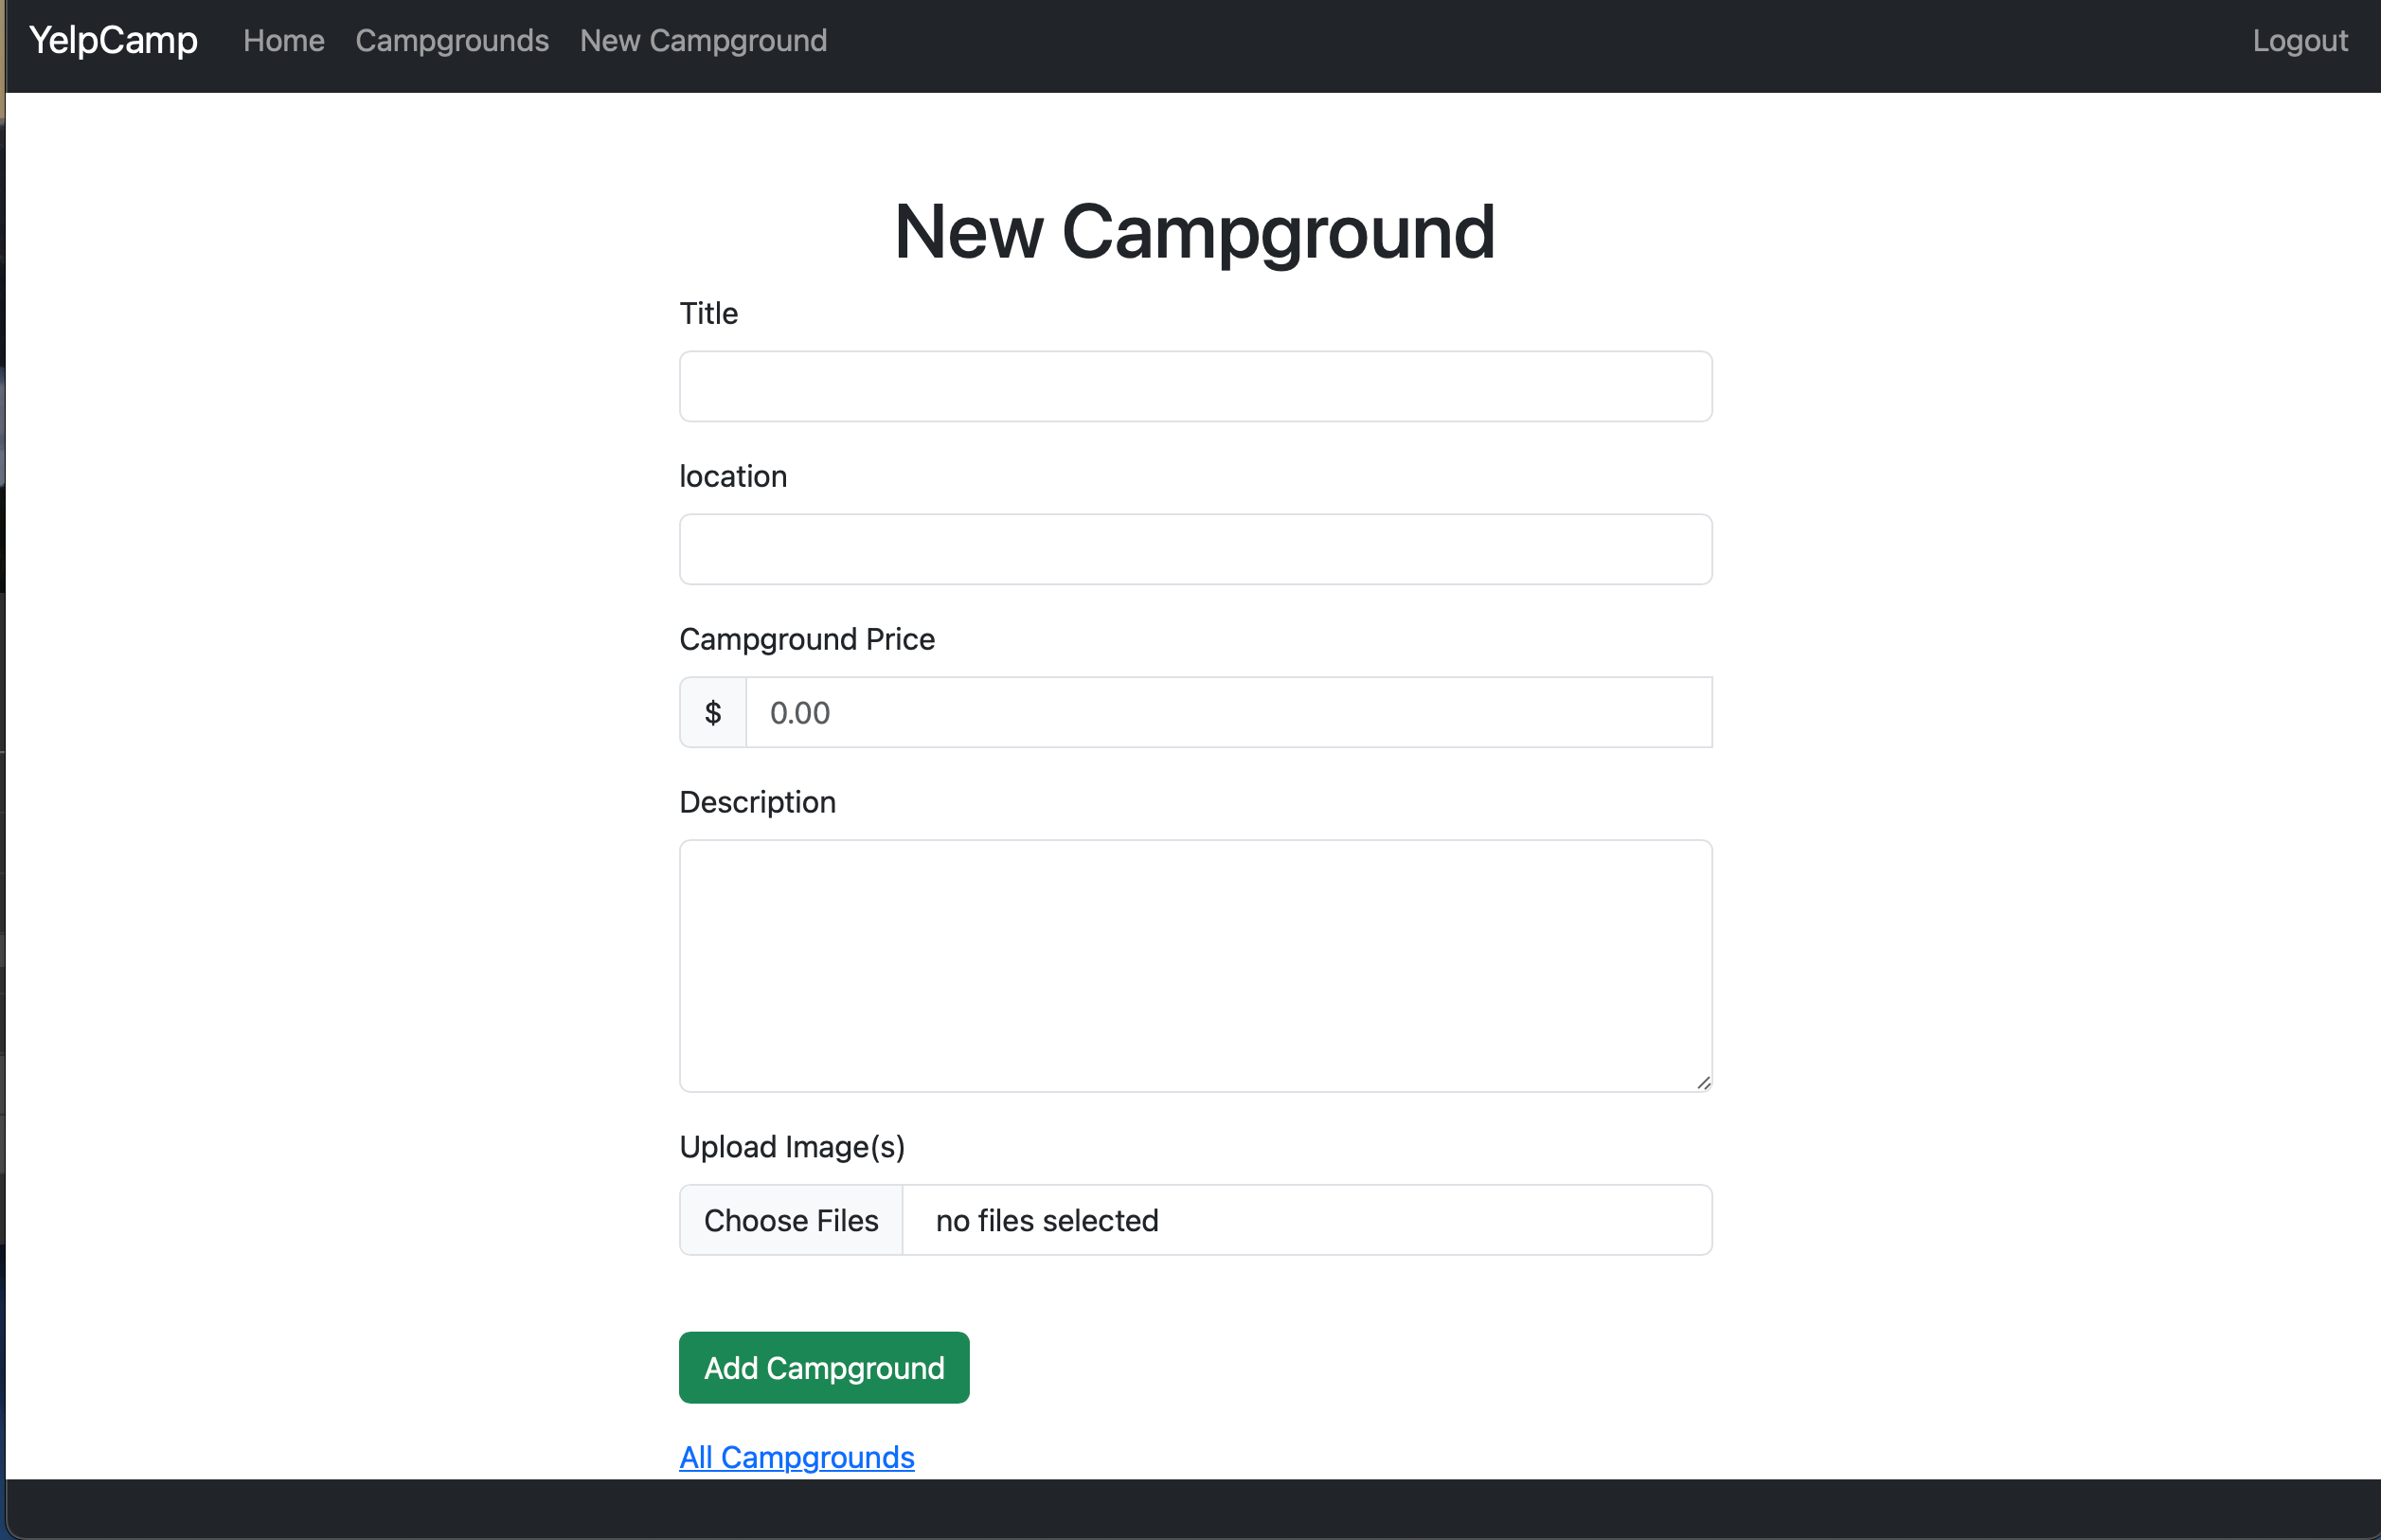 YelpCamp Home Campgrounds New Campground Logout
New Campground
Title
location
Campground Price
$ 0.00
Description
Upload Image(s)
Choose Files no files selected
Add Campground
All Campgrounds